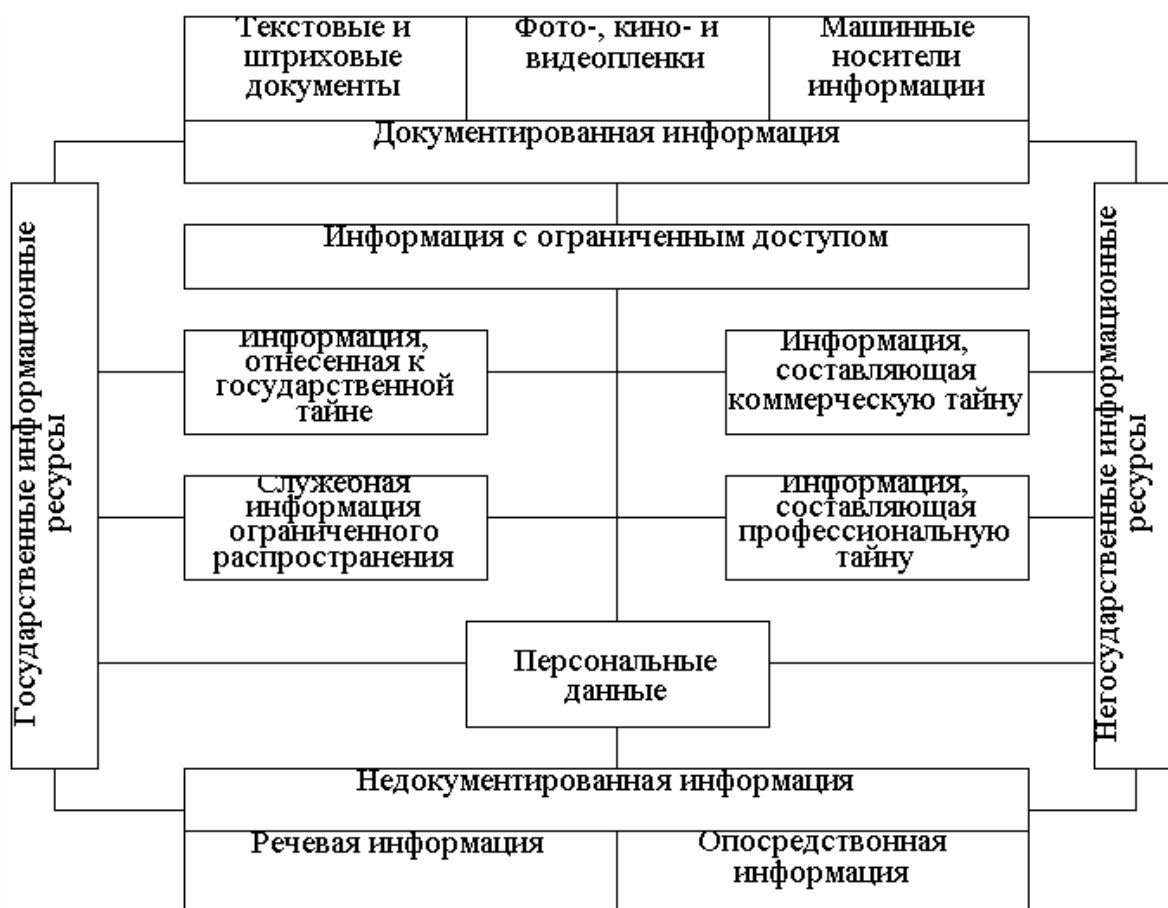 Текстовые и
штриховые
документы
Фото-, кино- и
видеопленки
Машинные
носители
информации
Документированная информация
Государственные информационные
ресурсы
Негосударственные информационные
ресурсы
Информация с ограниченным доступом
Информация,
отнесенная к
государственной
тайне
Информация,
составляющая
коммерческую тайну
Служебная
информация
ограниченного
распространения
Информация,
составляющая
профессиональную
тайну
Персональные
данные
Недокументированная информация
Речевая информация
Опосредствонная
информация